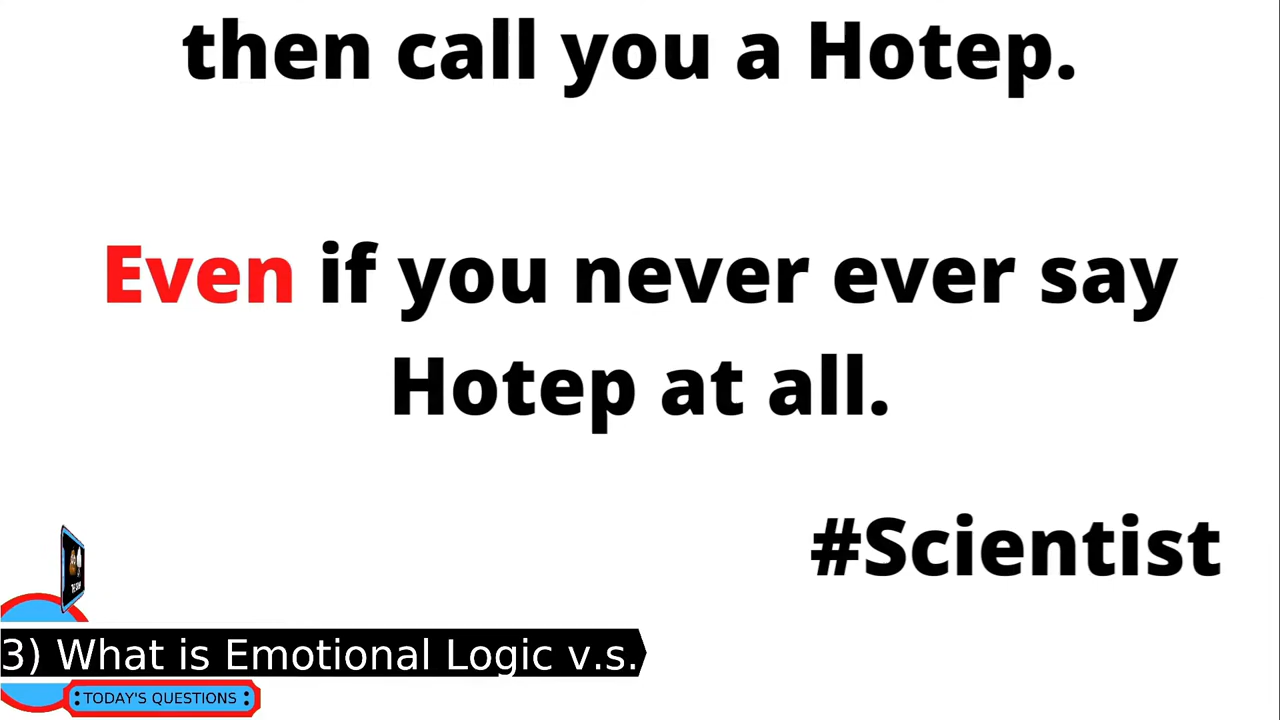 then call you a Hotep.
Even if you never ever say
Hotep at all.
#Scientist
3) What is Emotional Logic v.s.
TODAY'S QUESTIONS